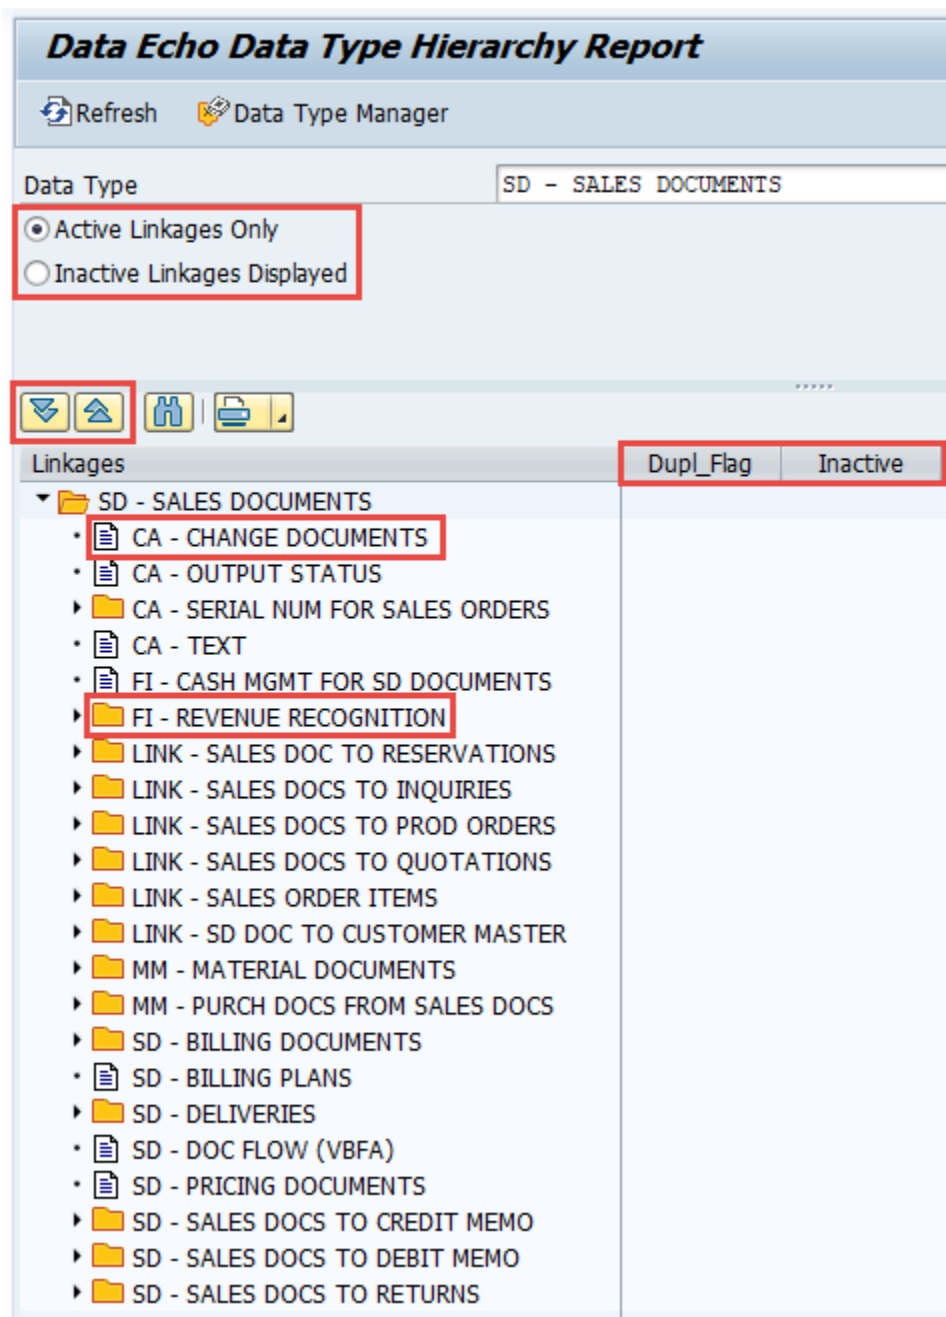 Data Echo Data Type Hierarchy Report
Refresh Data Type Manager
Data Type SD - SALES DOCUMENTS
Active Linkages Only
Inactive Linkages Displayed
Linkages Dupl_Flag Inactive
SD - SALES DOCUMENTS
CA - CHANGE DOCUMENTS
CA - OUTPUT STATUS
CA - SERIAL NUM FOR SALES ORDERS
CA - TEXT
FI - CASH MGMT FOR SD DOCUMENTS
FI - REVENUE RECOGNITION
LINK - SALES DOC TO RESERVATIONS
LINK - SALES DOCS TO INQUIRIES
LINK - SALES DOCS TO PROD ORDERS
LINK - SALES DOCS TO QUOTATIONS
LINK - SALES ORDER ITEMS
LINK - SD DOC TO CUSTOMER MASTER
MM - MATERIAL DOCUMENTS
MM - PURCH DOCS FROM SALES DOCS
SD - BILLING DOCUMENTS
SD - BILLING PLANS
SD - DELIVERIES
SD - DOC FLOW (VBFA)
SD - PRICING DOCUMENTS
SD - SALES DOCS TO CREDIT MEMO
SD - SALES DOCS TO DEBIT MEMO
SD - SALES DOCS TO RETURNS